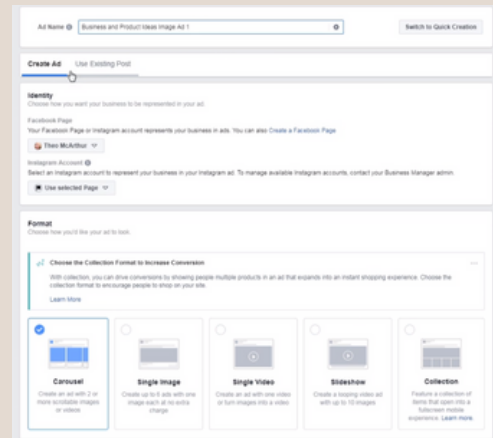 Ad Name Business and Product Ideas Image Ad 1
Switch to Quick Creation
Create Ad Use Existing Post
Identity
Choose how you want your business to be represented in your ad.
Facebook Page
Your Facebook Page or Instagram account represents your business in ads. You can also Create a Facebook Page
Theo McArthur
Instagram Account
Select an Instagram account to represent your business in your Instagram ad. To manage available Instagram accounts, contact your Business Manager admin.
Use selected Page
Format
Choose how you'd like your ad to look.
Choose the Collection Format to Increase Conversion
With collection, you can drive conversions by showing people multiple products in an ad that expands into an instant shopping experience. Choose the
collection format to encourage people to shop on your site.
Learn More
Carousel
Create an ad with 2 or
more scrollable images
or videos
Single Image
Create up to 6 ads with one
image each at no extra
charge
Single Video
Create an ad with one video
or turn images into a video
Slideshow
Create a looping video ad
with up to 10 images
Collection
Feature a collection of
items that open into a
fullscreen mobile
experience. Learn more.